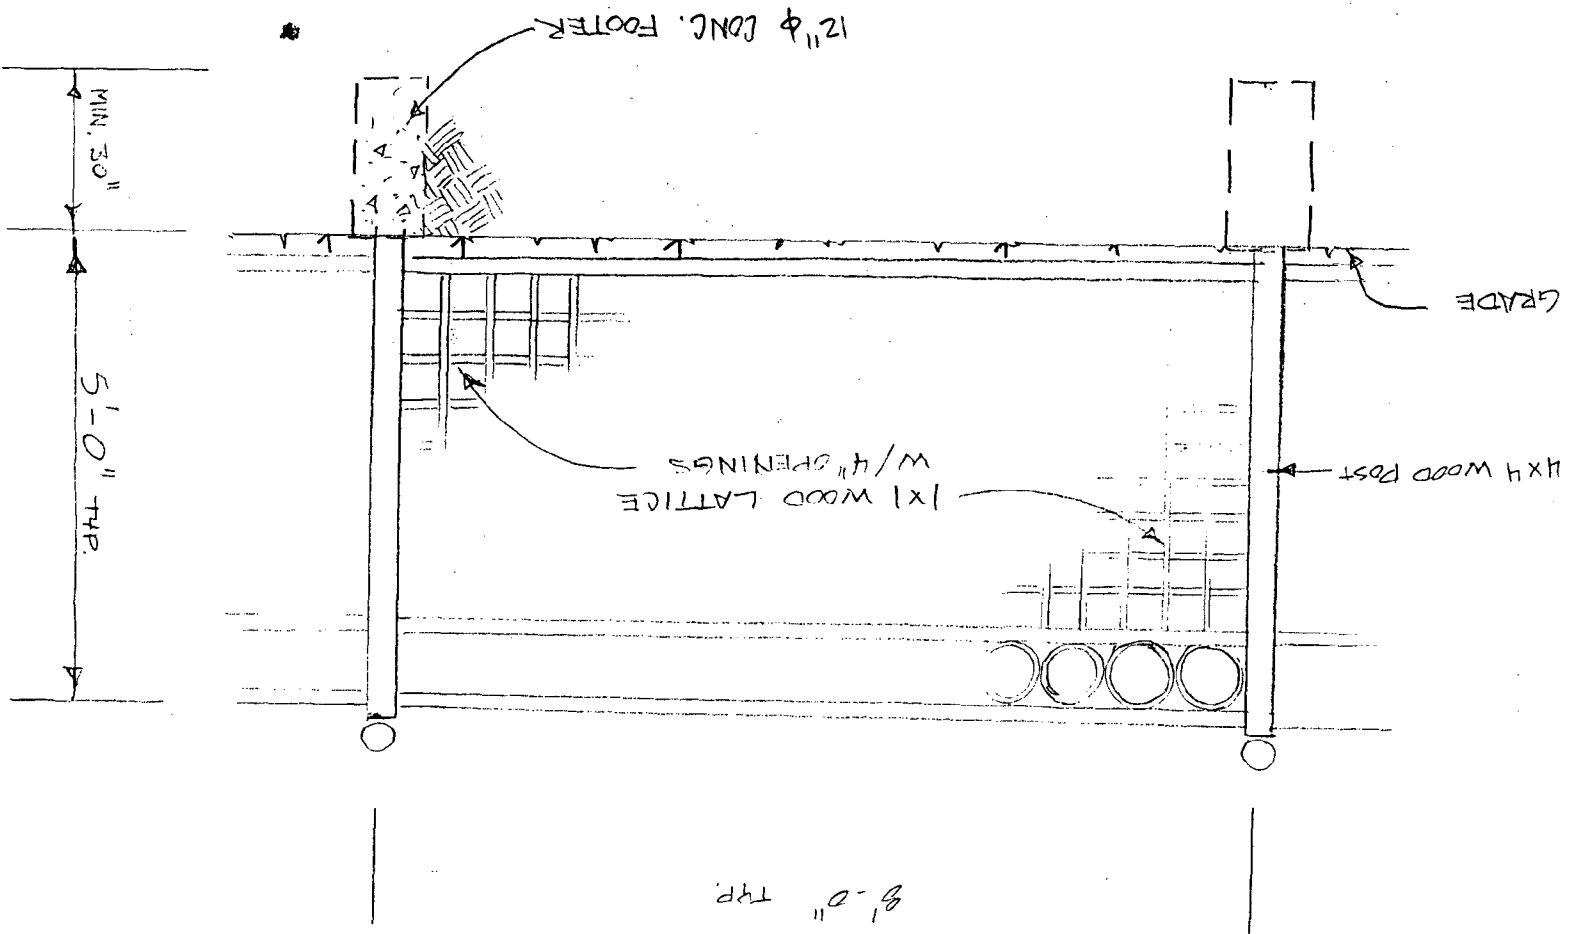 8'-0" TYP.
4x4 WOOD POST
1x1 WOOD LATTICE
W/4" OPENINGS
5'-0" TYP.
GRADE
MIN. 30"
12"ϕ CONC. FOOTER